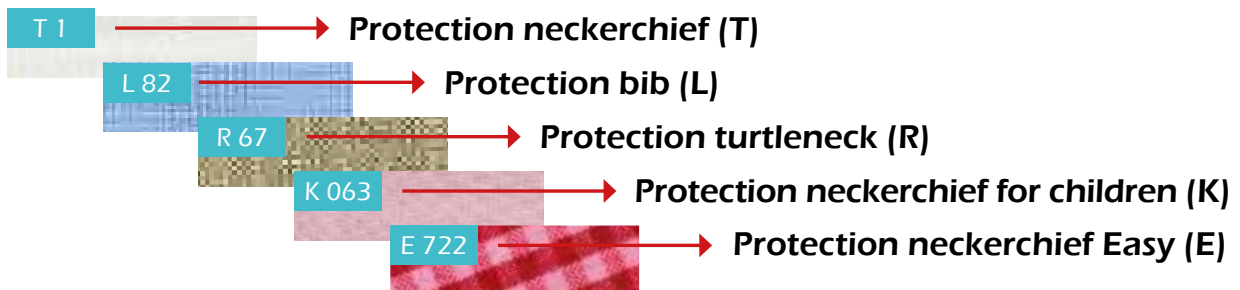 T 1 Protection neckerchief (T)
L 82 Protection bib (L)
R 67 Protection turtleneck (R)
K 063 Protection neckerchief for children (K)
E 722 Protection neckerchief Easy (E)